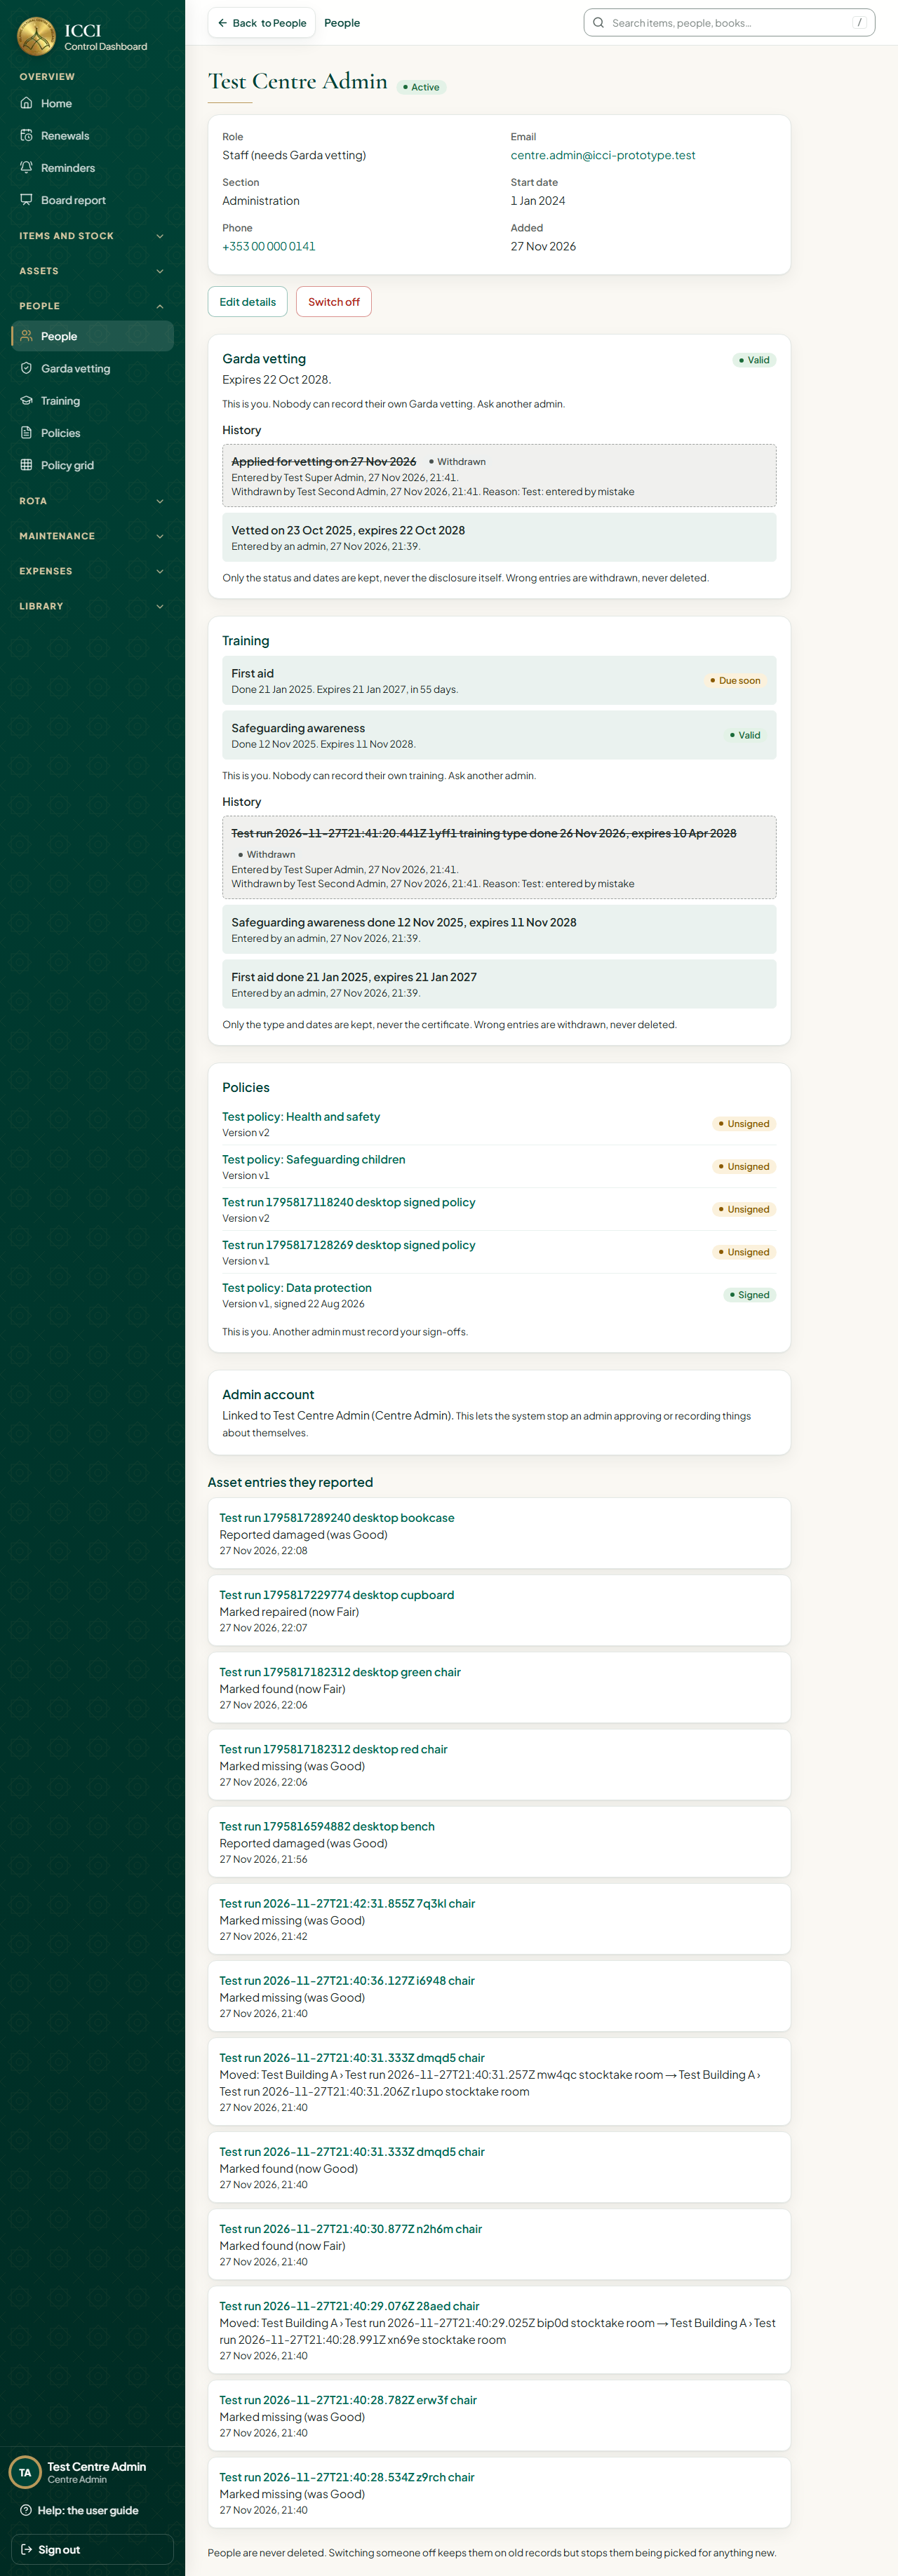 ICCI
Control Dashboard
OVERVIEW
Home
Renewals
Reminders
Board report
ITEMS AND STOCK
ASSETS
PEOPLE
People
Garda vetting
Training
Policies
Policy grid
ROTA
MAINTENANCE
EXPENSES
LIBRARY
TA
Test Centre Admin
Centre Admin
Help: the user guide
Sign out
Back to People
People
Search items, people, books...
/
Test Centre Admin
Active
Role
Staff (needs Garda vetting)
Email
centre.admin@icci-prototype.test
Section
Administration
Start date
1 Jan 2024
Phone
+353 00 000 0141
Added
27 Nov 2026
Edit details
Switch off
Garda vetting
Valid
Expires 22 Oct 2028.
This is you. Nobody can record their own Garda vetting. Ask another admin.
History
Applied for vetting on 27 Nov 2026
Withdrawn
Entered by Test Super Admin, 27 Nov 2026, 21:41.
Withdrawn by Test Second Admin, 27 Nov 2026, 21:41. Reason: Test: entered by mistake
Vetted on 23 Oct 2025, expires 22 Oct 2028
Entered by an admin, 27 Nov 2026, 21:39.
Only the status and dates are kept, never the disclosure itself. Wrong entries are withdrawn, never deleted.
Training
First aid
Done 21 Jan 2025. Expires 21 Jan 2027, in 55 days.
Due soon
Safeguarding awareness
Done 12 Nov 2025. Expires 11 Nov 2028.
Valid
This is you. Nobody can record their own training. Ask another admin.
History
Test run 2026-11-27T21:41:20.441Z 1yff1 training type done 26 Nov 2026, expires 10 Apr 2028
Withdrawn
Entered by Test Super Admin, 27 Nov 2026, 21:41.
Withdrawn by Test Second Admin, 27 Nov 2026, 21:41. Reason: Test: entered by mistake
Safeguarding awareness done 12 Nov 2025, expires 11 Nov 2028
Entered by an admin, 27 Nov 2026, 21:39.
First aid done 21 Jan 2025, expires 21 Jan 2027
Entered by an admin, 27 Nov 2026, 21:39.
Only the type and dates are kept, never the certificate. Wrong entries are withdrawn, never deleted.
Policies
Test policy: Health and safety
Version v2
Unsigned
Test policy: Safeguarding children
Version v1
Unsigned
Test run 1795817118240 desktop signed policy
Version v2
Unsigned
Test run 1795817128269 desktop signed policy
Version v1
Unsigned
Test policy: Data protection
Version v1, signed 22 Aug 2026
Signed
This is you. Another admin must record your sign-offs.
Admin account
Linked to Test Centre Admin (Centre Admin). This lets the system stop an admin approving or recording things
about themselves.
Asset entries they reported
Test run 1795817289240 desktop bookcase
Reported damaged (was Good)
27 Nov 2026, 22:08
Test run 1795817229774 desktop cupboard
Marked repaired (now Fair)
27 Nov 2026, 22:07
Test run 1795817182312 desktop green chair
Marked found (now Fair)
27 Nov 2026, 22:06
Test run 1795817182312 desktop red chair
Marked missing (was Good)
27 Nov 2026, 22:06
Test run 1795816594882 desktop bench
Reported damaged (was Good)
27 Nov 2026, 21:56
Test run 2026-11-27T21:42:31.855Z 7q3kl chair
Marked missing (was Good)
27 Nov 2026, 21:42
Test run 2026-11-27T21:40:36.127Z i6948 chair
Marked missing (was Good)
27 Nov 2026, 21:40
Test run 2026-11-27T21:40:31.333Z dmqd5 chair
Moved: Test Building A › Test run 2026-11-27T21:40:31.257Z mw4qc stocktake room → Test Building A ›
Test run 2026-11-27T21:40:31.206Z r1upo stocktake room
27 Nov 2026, 21:40
Test run 2026-11-27T21:40:31.333Z dmqd5 chair
Marked found (now Good)
27 Nov 2026, 21:40
Test run 2026-11-27T21:40:30.877Z n2h6m chair
Marked found (now Fair)
27 Nov 2026, 21:40
Test run 2026-11-27T21:40:29.076Z 28aed chair
Moved: Test Building A › Test run 2026-11-27T21:40:29.025Z bip0d stocktake room → Test Building A › Test
run 2026-11-27T21:40:28.991Z xn69e stocktake room
27 Nov 2026, 21:40
Test run 2026-11-27T21:40:28.782Z erw3f chair
Marked missing (was Good)
27 Nov 2026, 21:40
Test run 2026-11-27T21:40:28.534Z z9rch chair
Marked missing (was Good)
27 Nov 2026, 21:40
People are never deleted. Switching someone off keeps them on old records but stops them being picked for anything new.